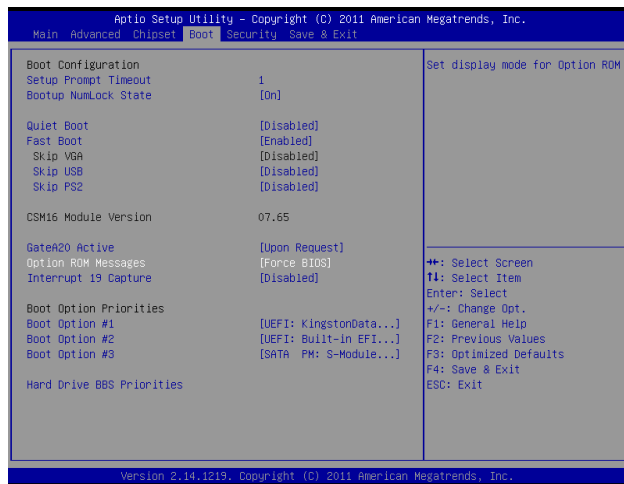 Aptio Setup Utility – Copyright (C) 2011 American Megatrends, Inc.
Main Advanced Chipset Boot Security Save & Exit
Boot Configuration
Setup Prompt Timeout 1
Bootup NumLock State [On]
Quiet Boot [Disabled]
Fast Boot [Enabled]
Skip VGA [Disabled]
Skip USB [Disabled]
Skip PS2 [Disabled]
CSM16 Module Version 07.65
GateA20 Active [Upon Request]
Option ROM Messages [Force BIOS]
Interrupt 19 Capture [Disabled]
Boot Option Priorities
Boot Option #1 [UEFI: KingstonData...]
Boot Option #2 [UEFI: Built-in EFI...]
Boot Option #3 [SATA PM: S-Module...]
Hard Drive BBS Priorities
Set display mode for Option ROM
→←: Select Screen
↑↓: Select Item
Enter: Select
+/-: Change Opt.
F1: General Help
F2: Previous Values
F3: Optimized Defaults
F4: Save & Exit
ESC: Exit
Version 2.14.1219. Copyright (C) 2011 American Megatrends, Inc.